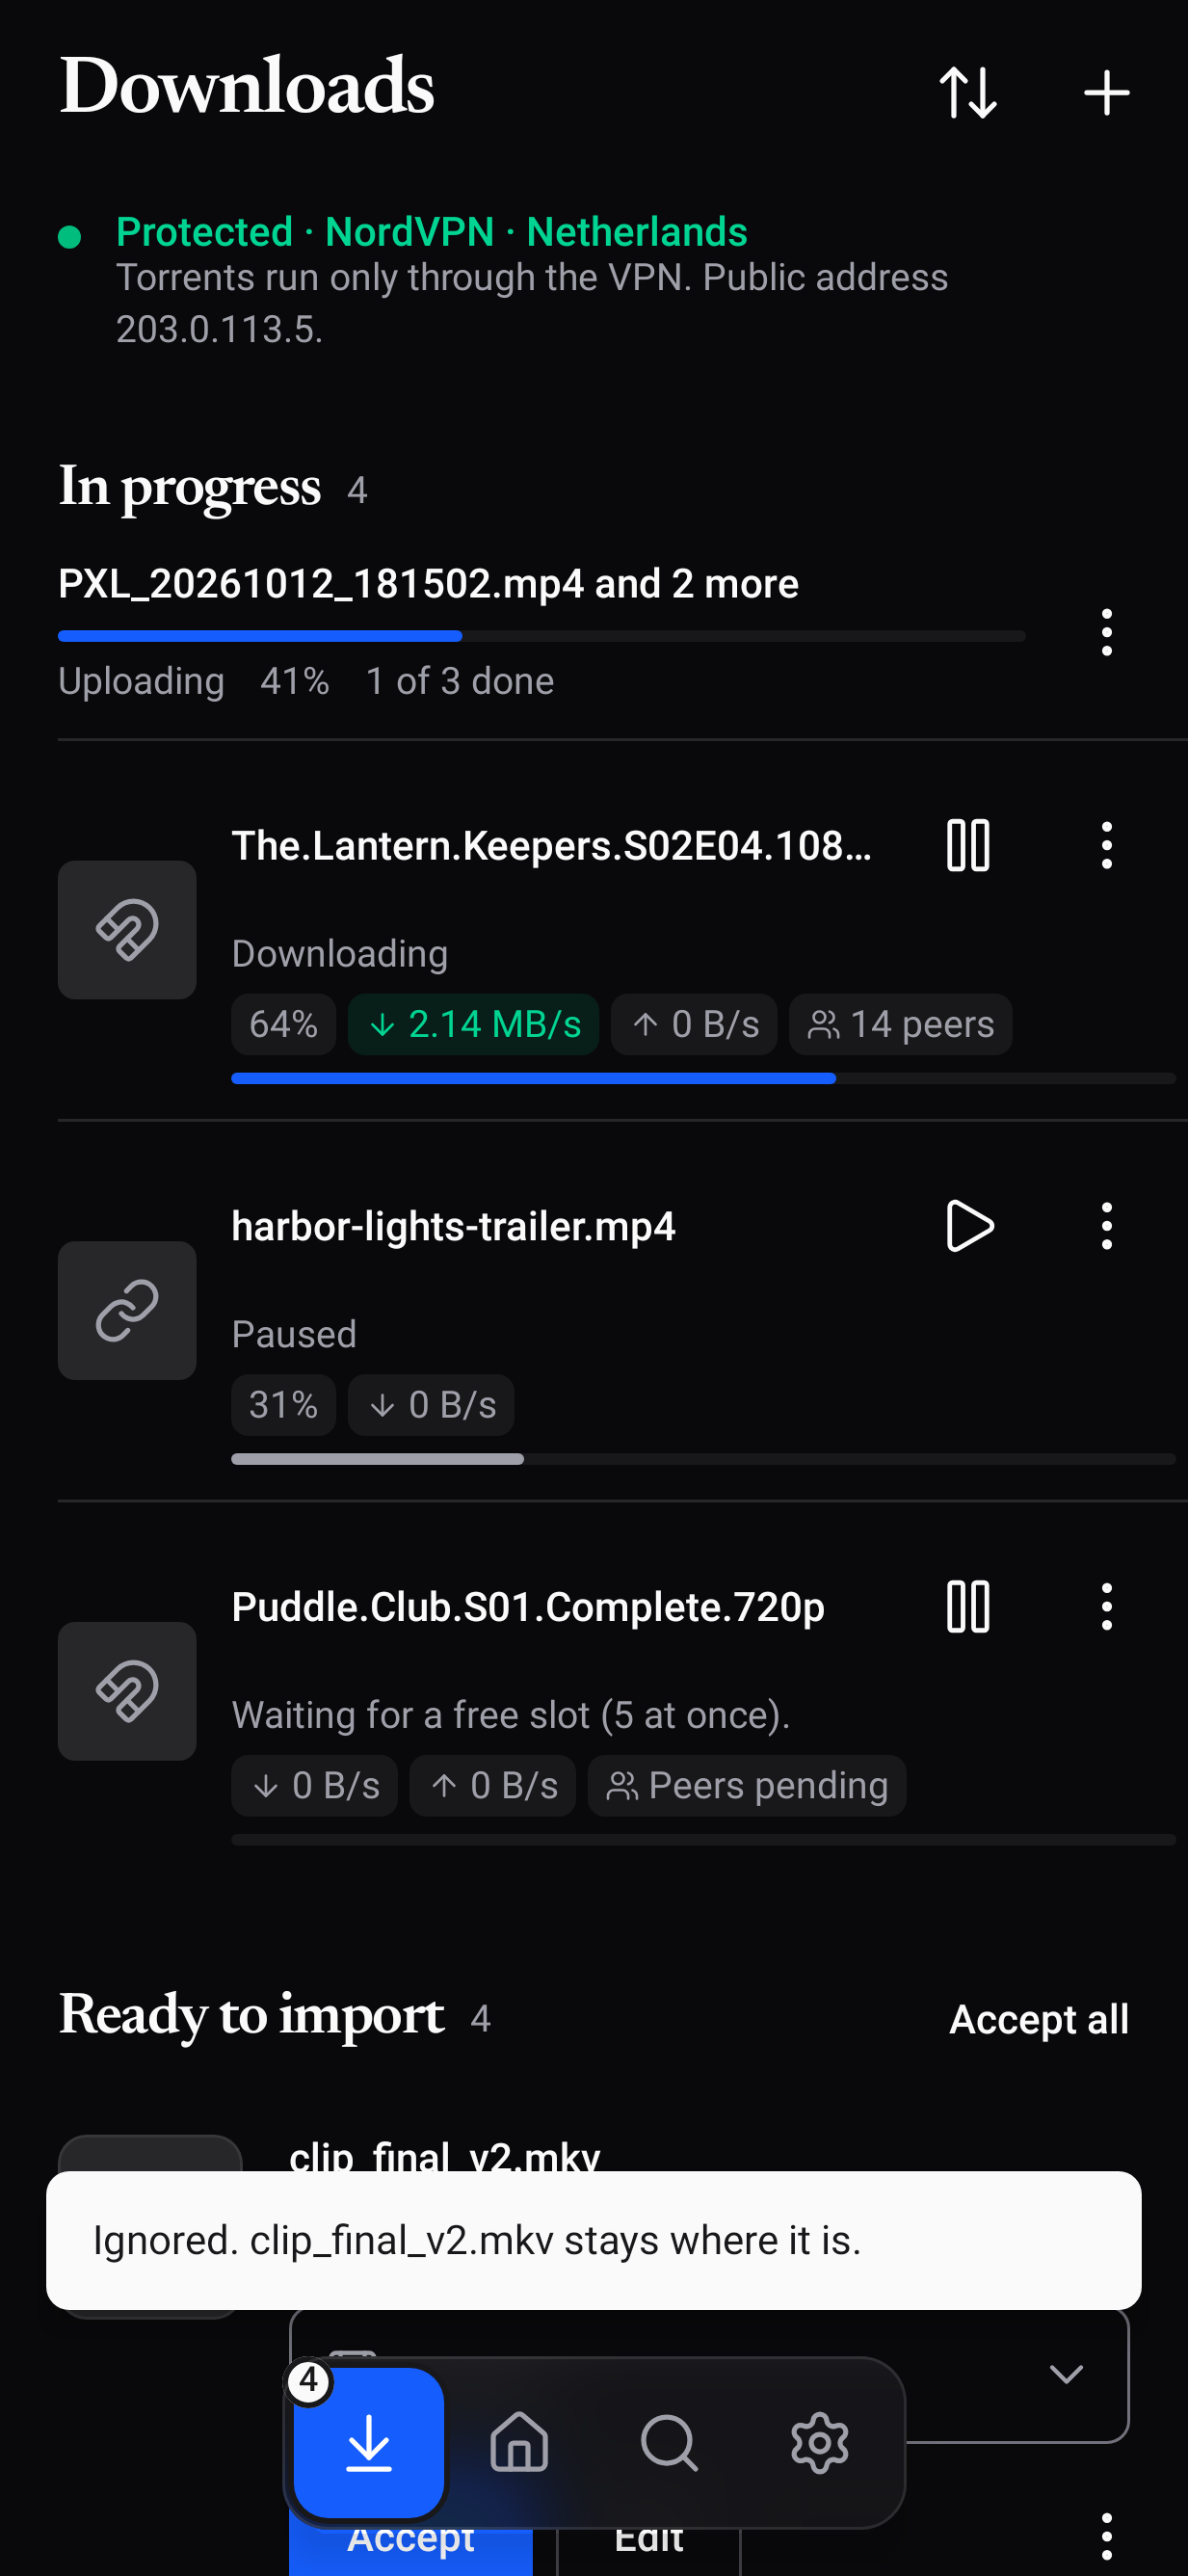 Downloads
Protected · NordVPN · Netherlands
Torrents run only through the VPN. Public address
203.0.113.5.
In progress 4
PXL_20261012_181502.mp4 and 2 more
Uploading 41% 1 of 3 done
The.Lantern.Keepers.S02E04.108…
Downloading
64% 2.14 MB/s 0 B/s 14 peers
harbor-lights-trailer.mp4
Paused
31% 0 B/s
Puddle.Club.S01.Complete.720p
Waiting for a free slot (5 at once).
0 B/s 0 B/s Peers pending
Ready to import 4 Accept all
clip_final_v2.mkv
Ignored. clip_final_v2.mkv stays where it is.
4
Accept Edit